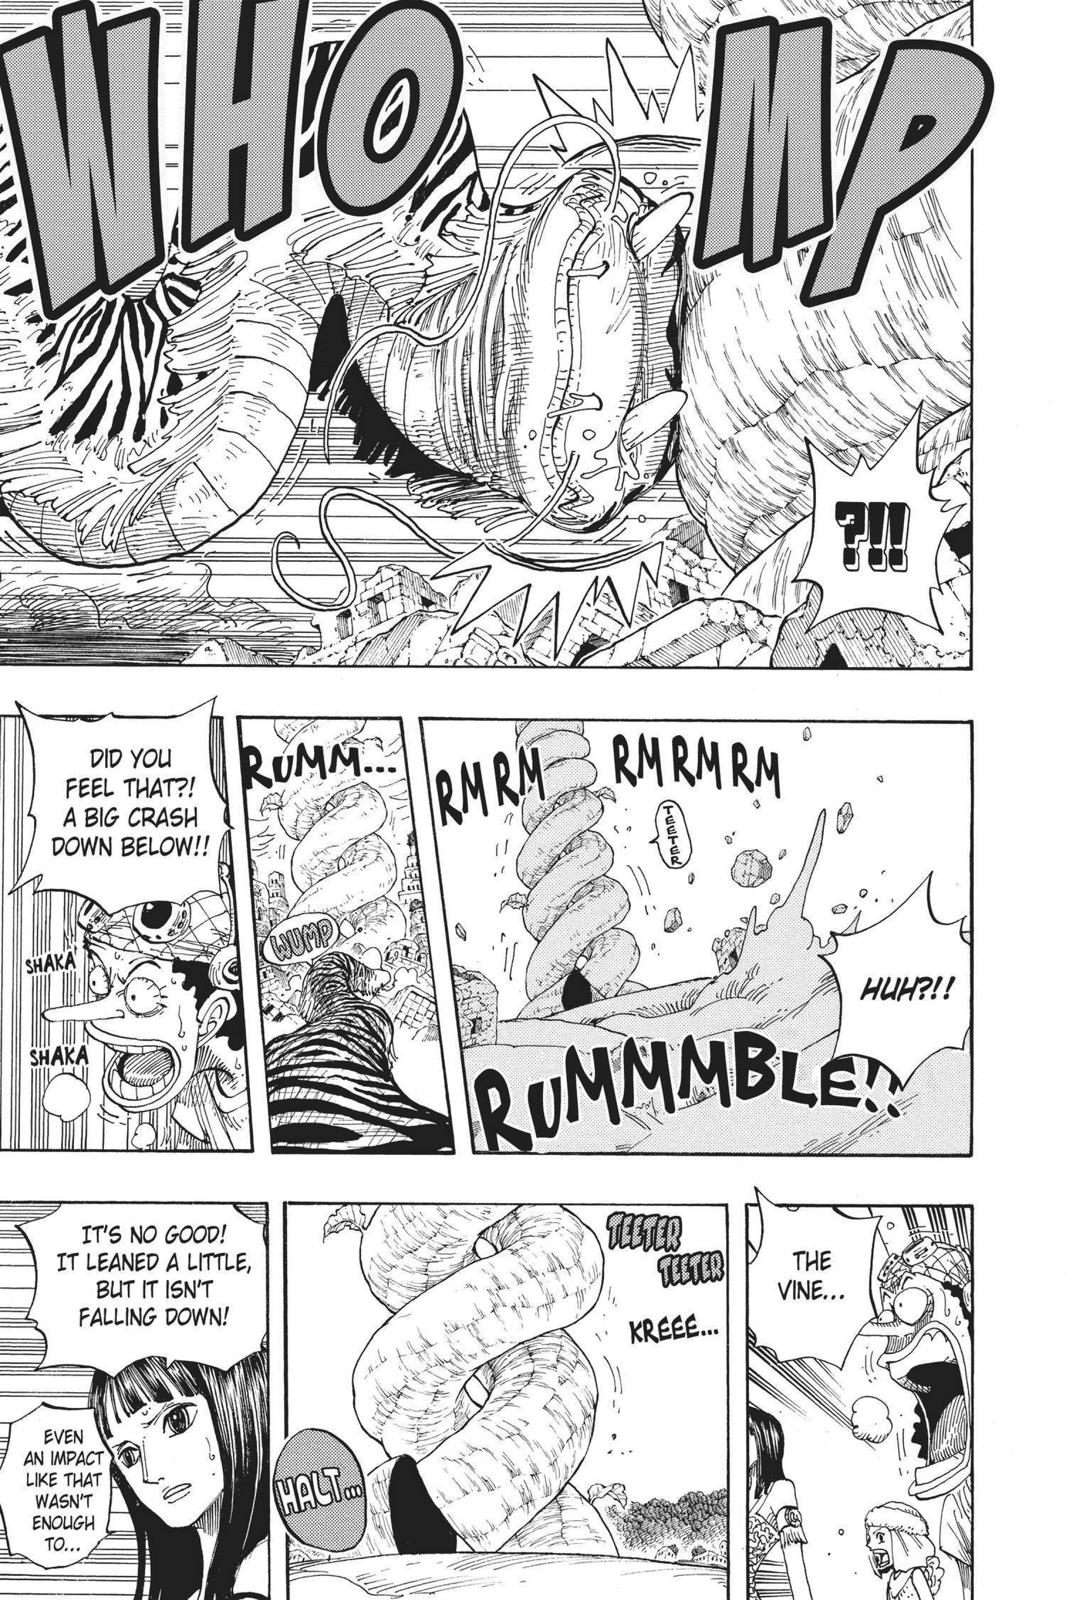 WHOMP
?!!
RM RM
RM RM RM
TEETER
HUH?!!
RUMMMBLE!!
RUMM...
WUMP
DID YOU
FEEL THAT?!
A BIG CRASH
DOWN BELOW!!
SHAKA
SHAKA
THE
VINE...
TEETER
TEETER
KREEE...
HALT...
IT'S NO GOOD!
IT LEANED A LITTLE,
BUT IT ISN'T
FALLING DOWN!
EVEN
AN IMPACT
LIKE THAT
WASN'T
ENOUGH
TO...